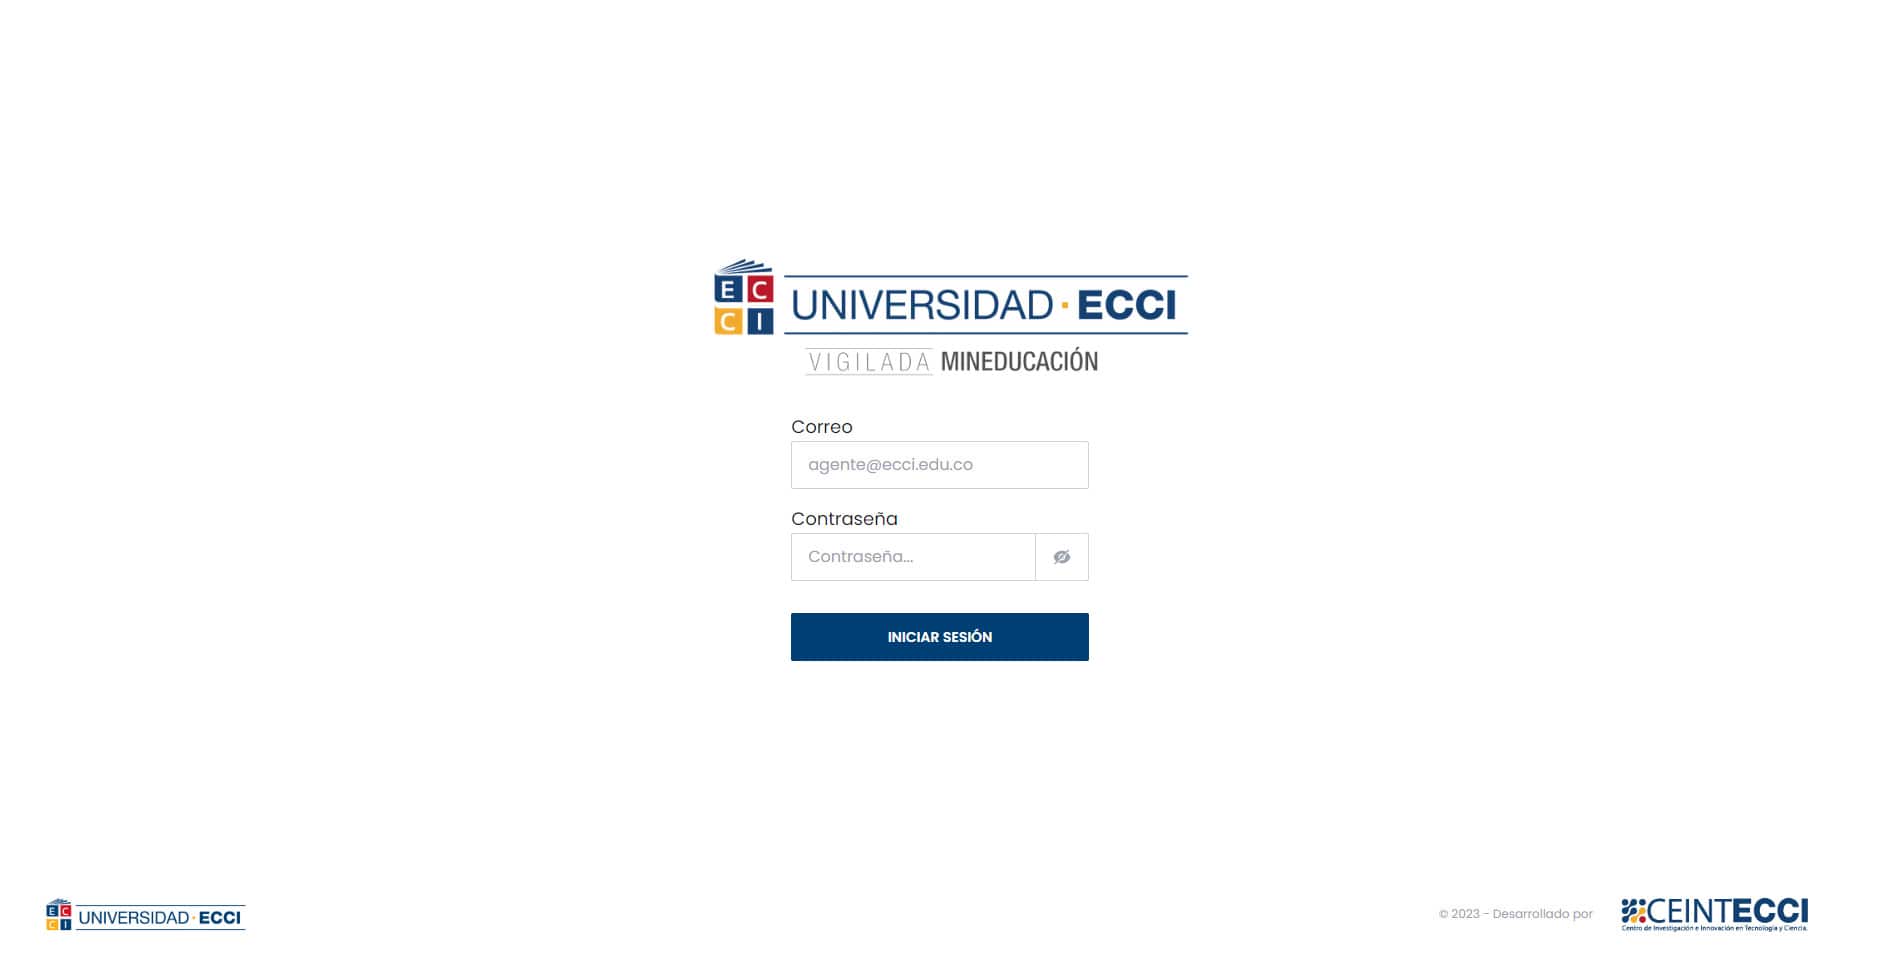 E C
C I
UNIVERSIDAD · ECCI
VIGILADA MINEDUCACIÓN
Correo
agente@ecci.edu.co
Contraseña
Contraseña...
INICIAR SESIÓN
E C
C I
UNIVERSIDAD · ECCI
© 2023 - Desarrollado por
CEINTECCI
Centro de Investigación e Innovación en Tecnología y Ciencia.